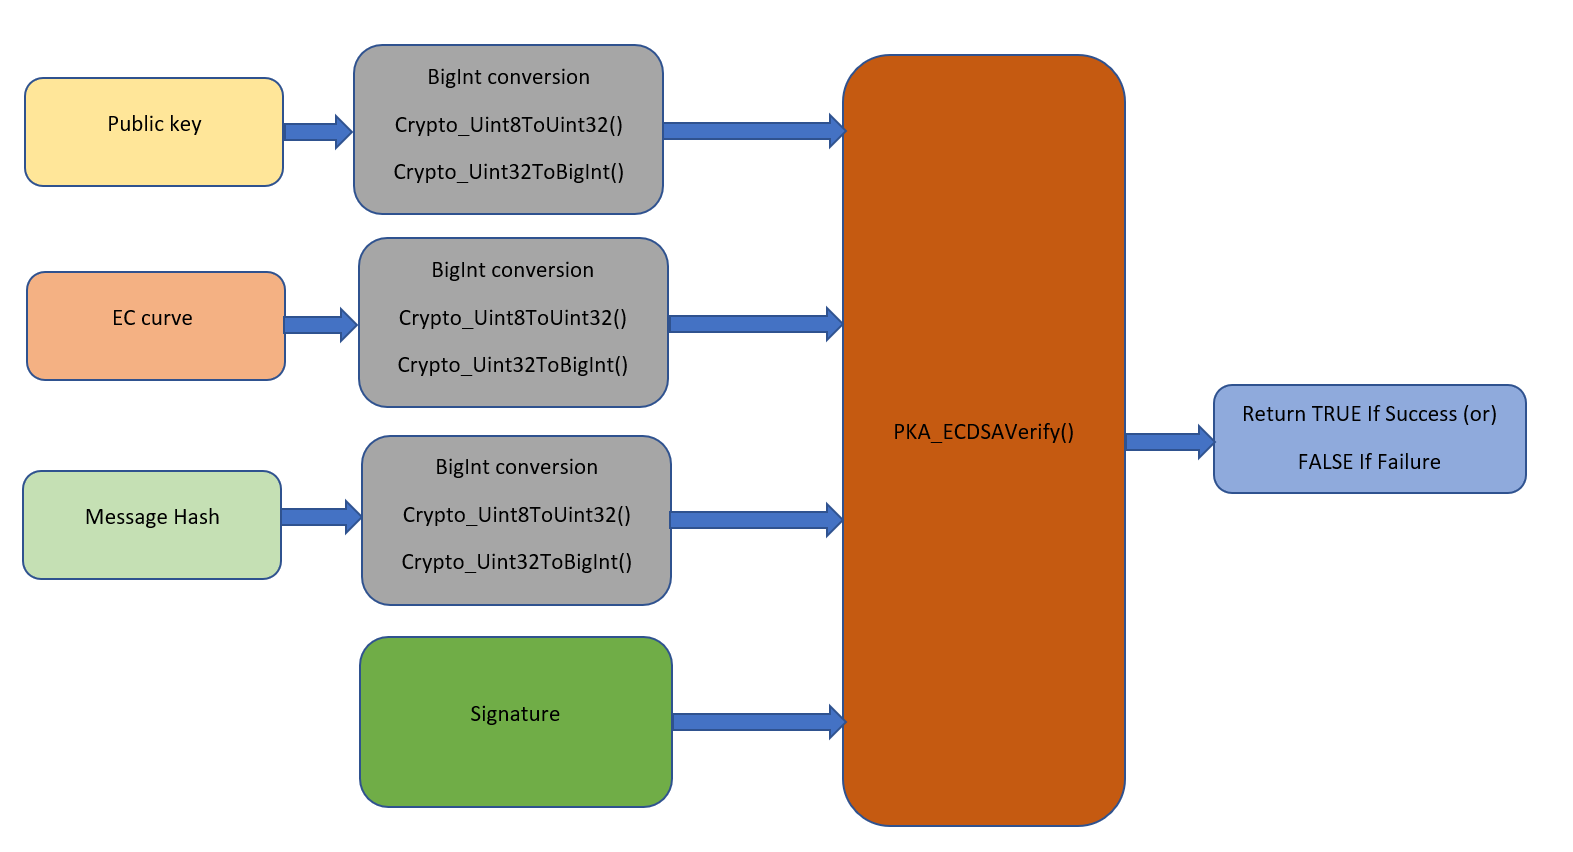 Public key
BigInt conversion
Crypto_Uint8ToUint32()
Crypto_Uint32ToBigInt()
EC curve
BigInt conversion
Crypto_Uint8ToUint32()
Crypto_Uint32ToBigInt()
Message Hash
BigInt conversion
Crypto_Uint8ToUint32()
Crypto_Uint32ToBigInt()
Signature
PKA_ECDSAVerify()
Return TRUE If Success (or)
FALSE If Failure